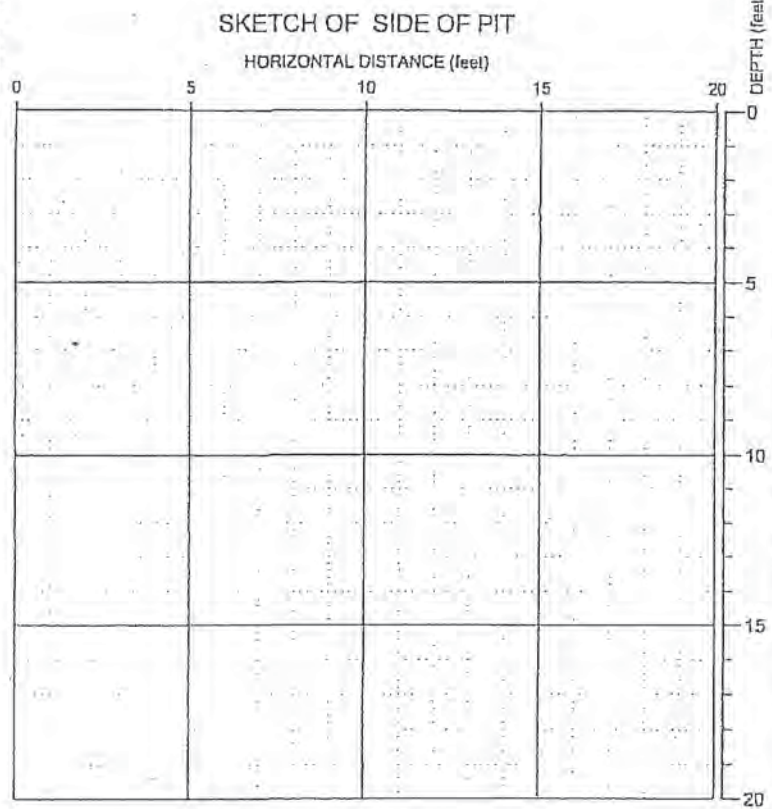 SKETCH OF SIDE OF PIT
HORIZONTAL DISTANCE (feet)
0 5 10 15 20
DEPTH (feet
0
5
10
15
20